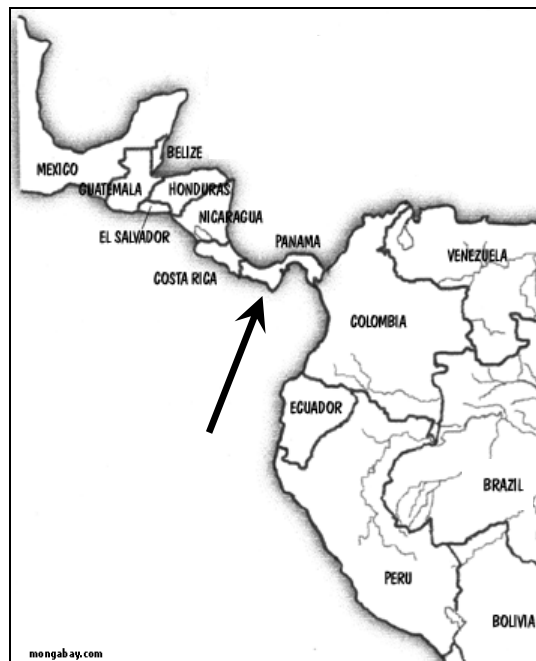 BELIZE
MEXICO
GUATEMALA
HONDURAS
NICARAGUA
EL SALVADOR
PANAMA
COSTA RICA
VENEZUELA
COLOMBIA
ECUADOR
BRAZIL
PERU
BOLIVIA
mongabay.com